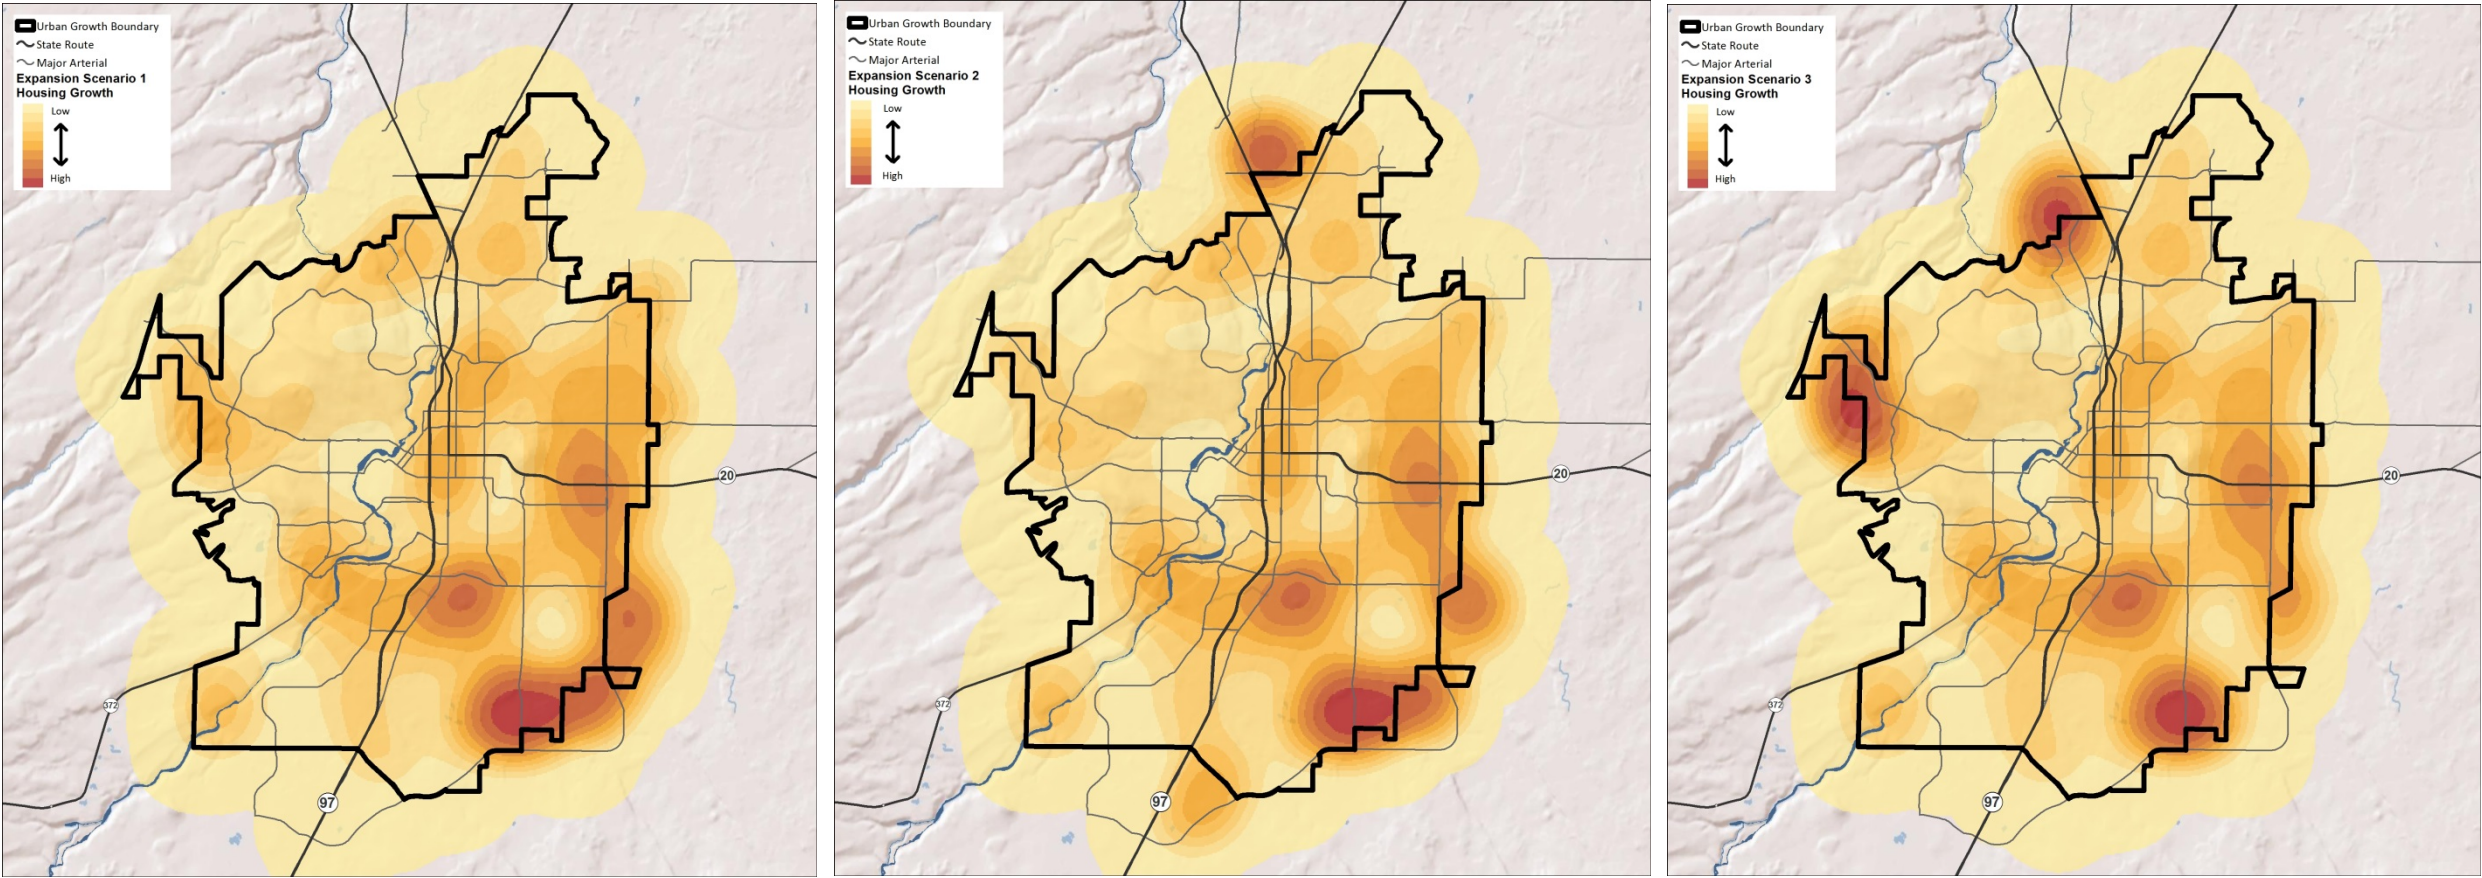 Urban Growth Boundary
State Route
Major Arterial
Expansion Scenario 1
Housing Growth
Low
High
20
372
97
Urban Growth Boundary
State Route
Major Arterial
Expansion Scenario 2
Housing Growth
Low
High
20
372
97
Urban Growth Boundary
State Route
Major Arterial
Expansion Scenario 3
Housing Growth
Low
High
20
372
97